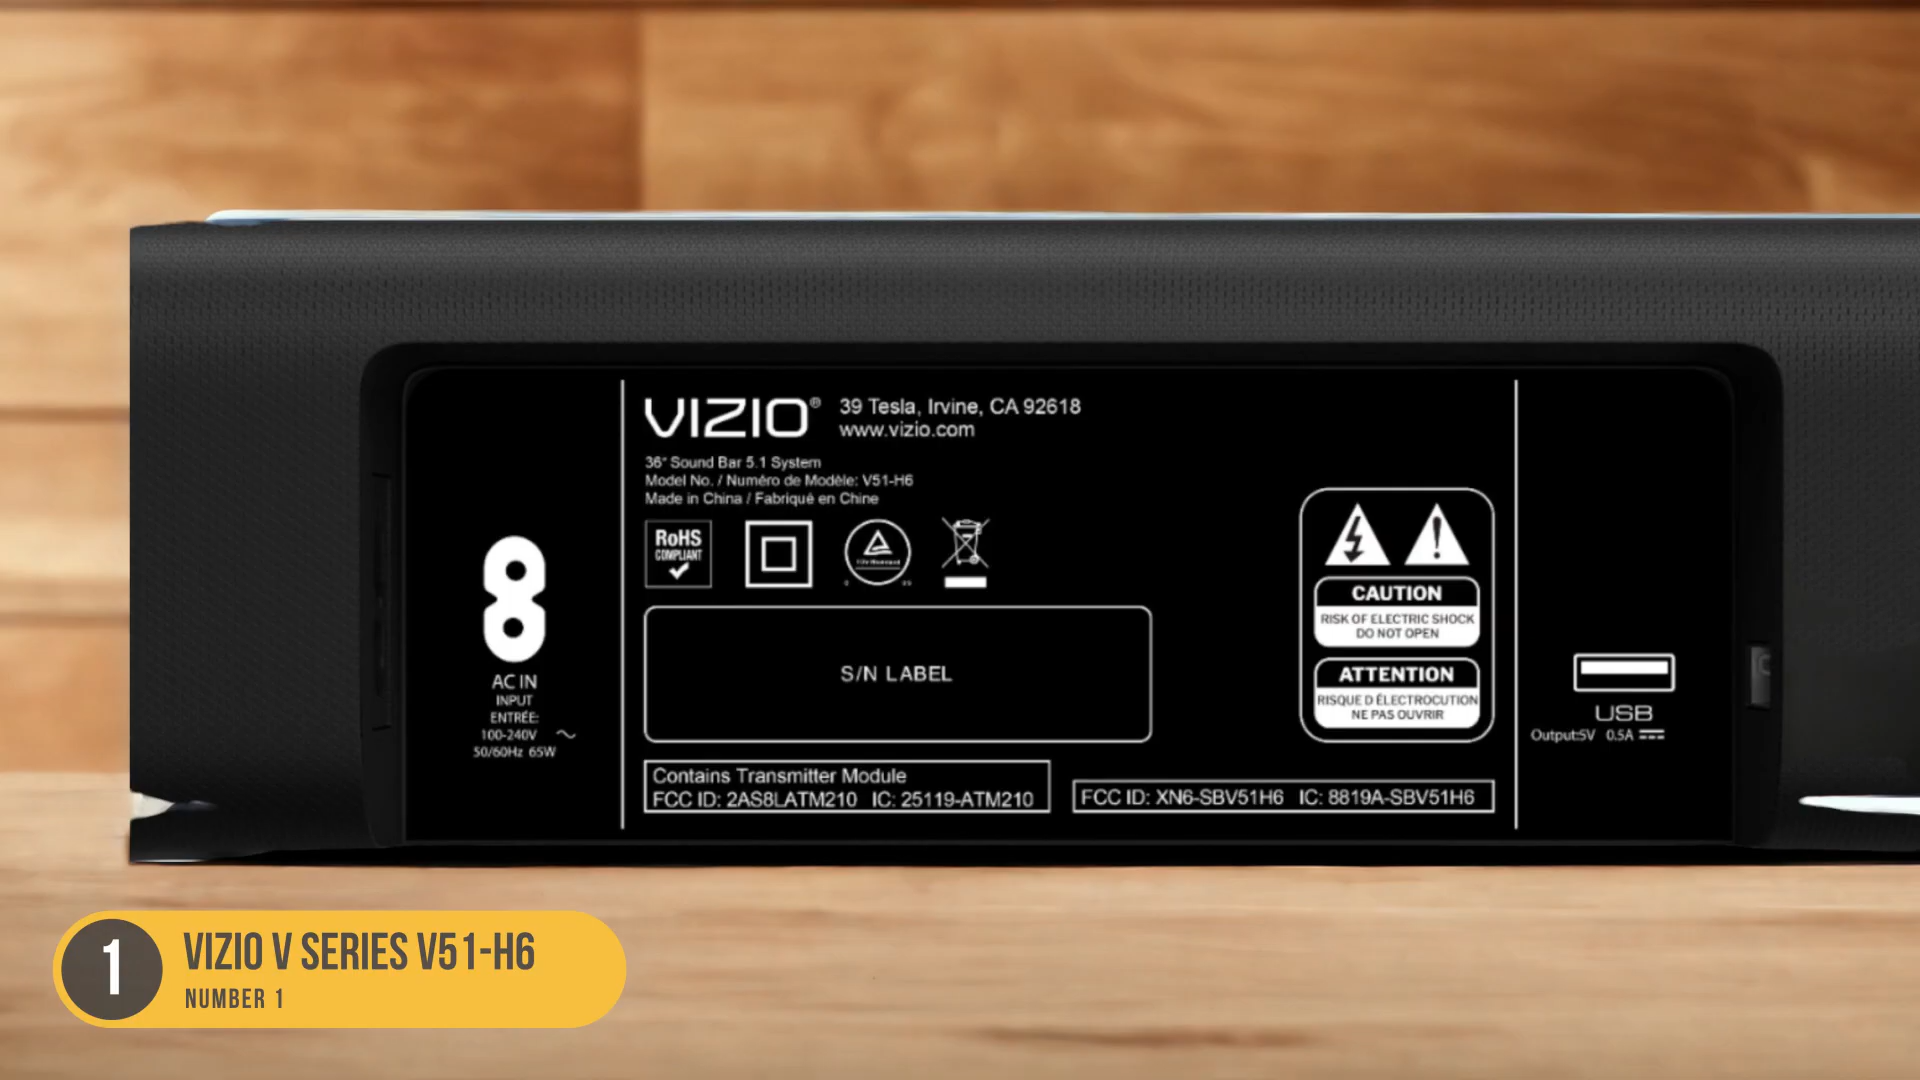 VIZIO®
39 Tesla, Irvine, CA 92618
www.vizio.com
36" Sound Bar 5.1 System
Model No. / Numéro de Modèle: V51-H6
Made in China / Fabriqué en Chine
RoHS
COMPLIANT
S/N LABEL
Contains Transmitter Module
FCC ID: 2AS8LATM210 IC: 25119-ATM210
FCC ID: XN6-SBV51H6 IC: 8819A-SBV51H6
AC IN
INPUT
ENTRÉE:
100-240V ~
50/60Hz 65W
CAUTION
RISK OF ELECTRIC SHOCK
DO NOT OPEN
ATTENTION
RISQUE D ÉLECTROCUTION
NE PAS OUVRIR
USB
Output:5V 0.5A
1
VIZIO V SERIES V51-H6
NUMBER 1